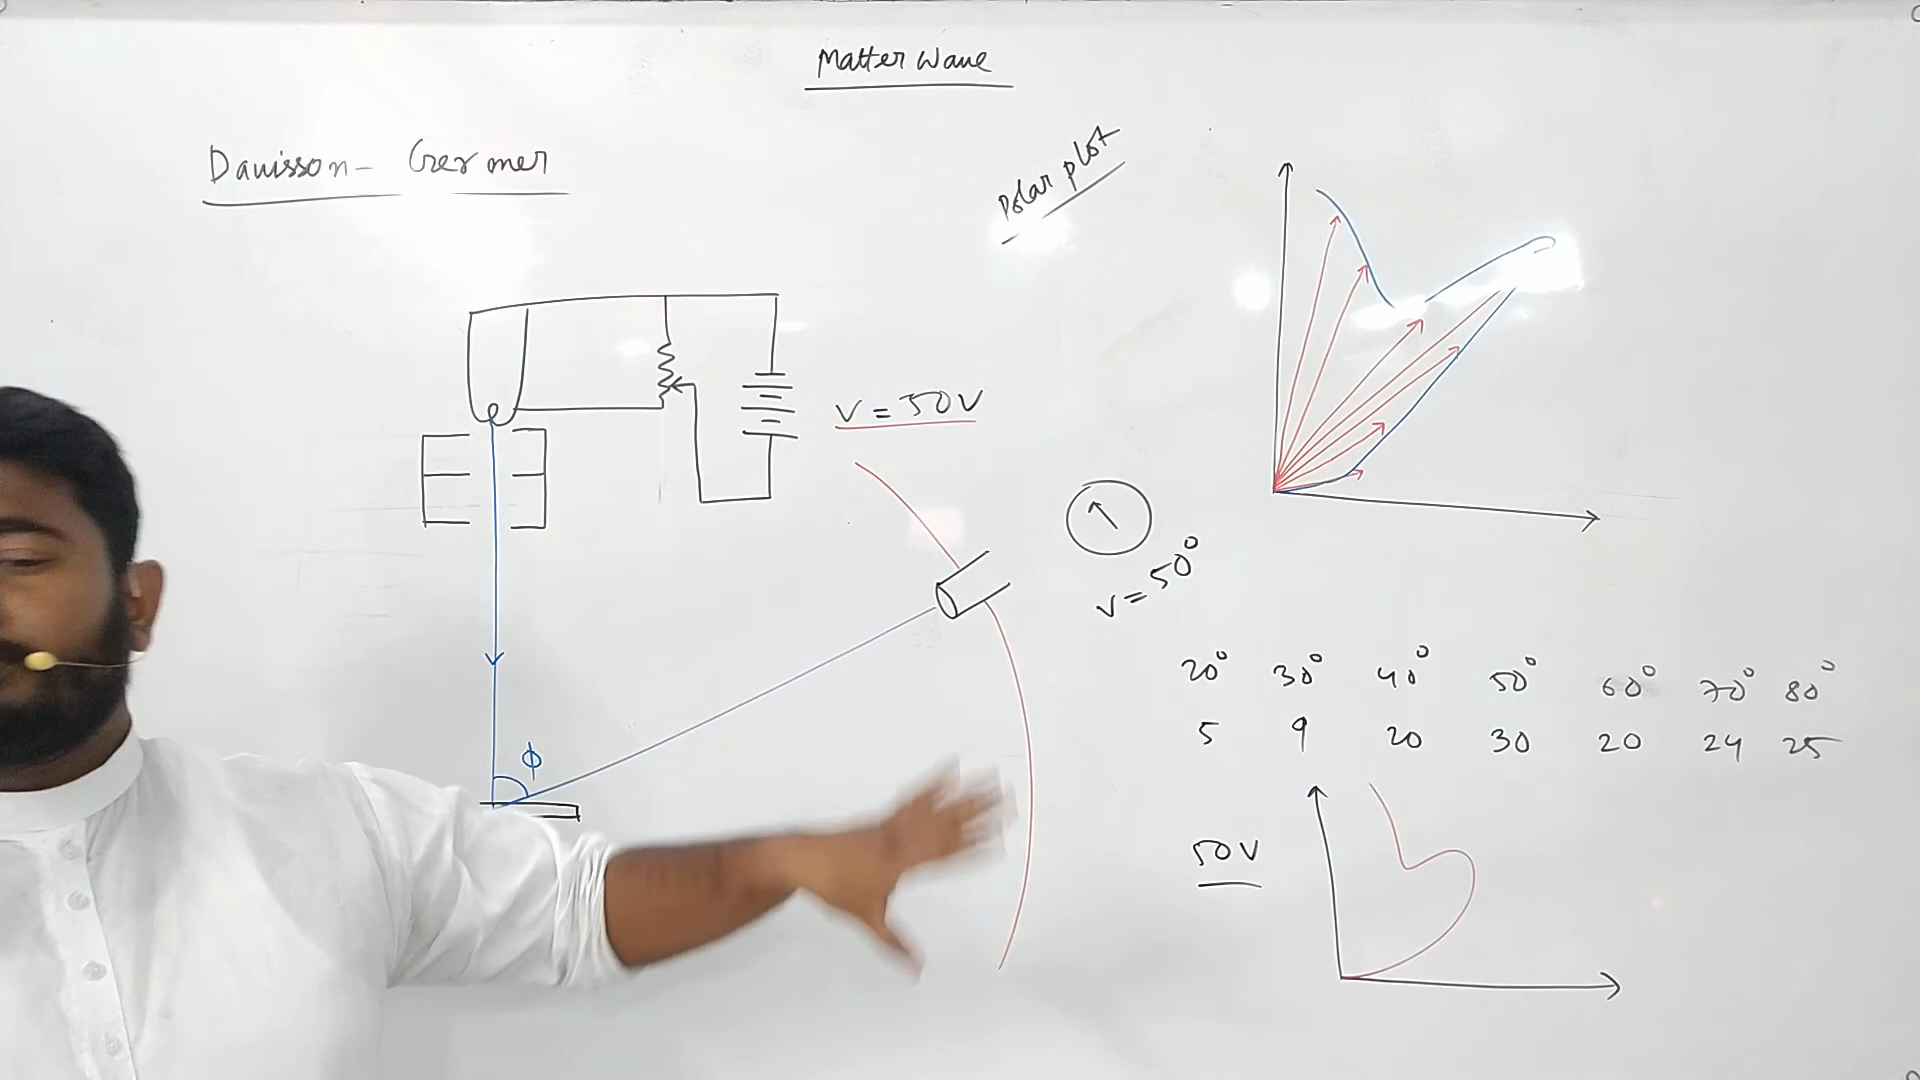 Matter Wave
Davisson - Germer
Polar plot
V = 50V
V = 50°
20° 30° 40° 50° 60° 70° 80°
5 9 20 30 20 24 25
50V
ϕ